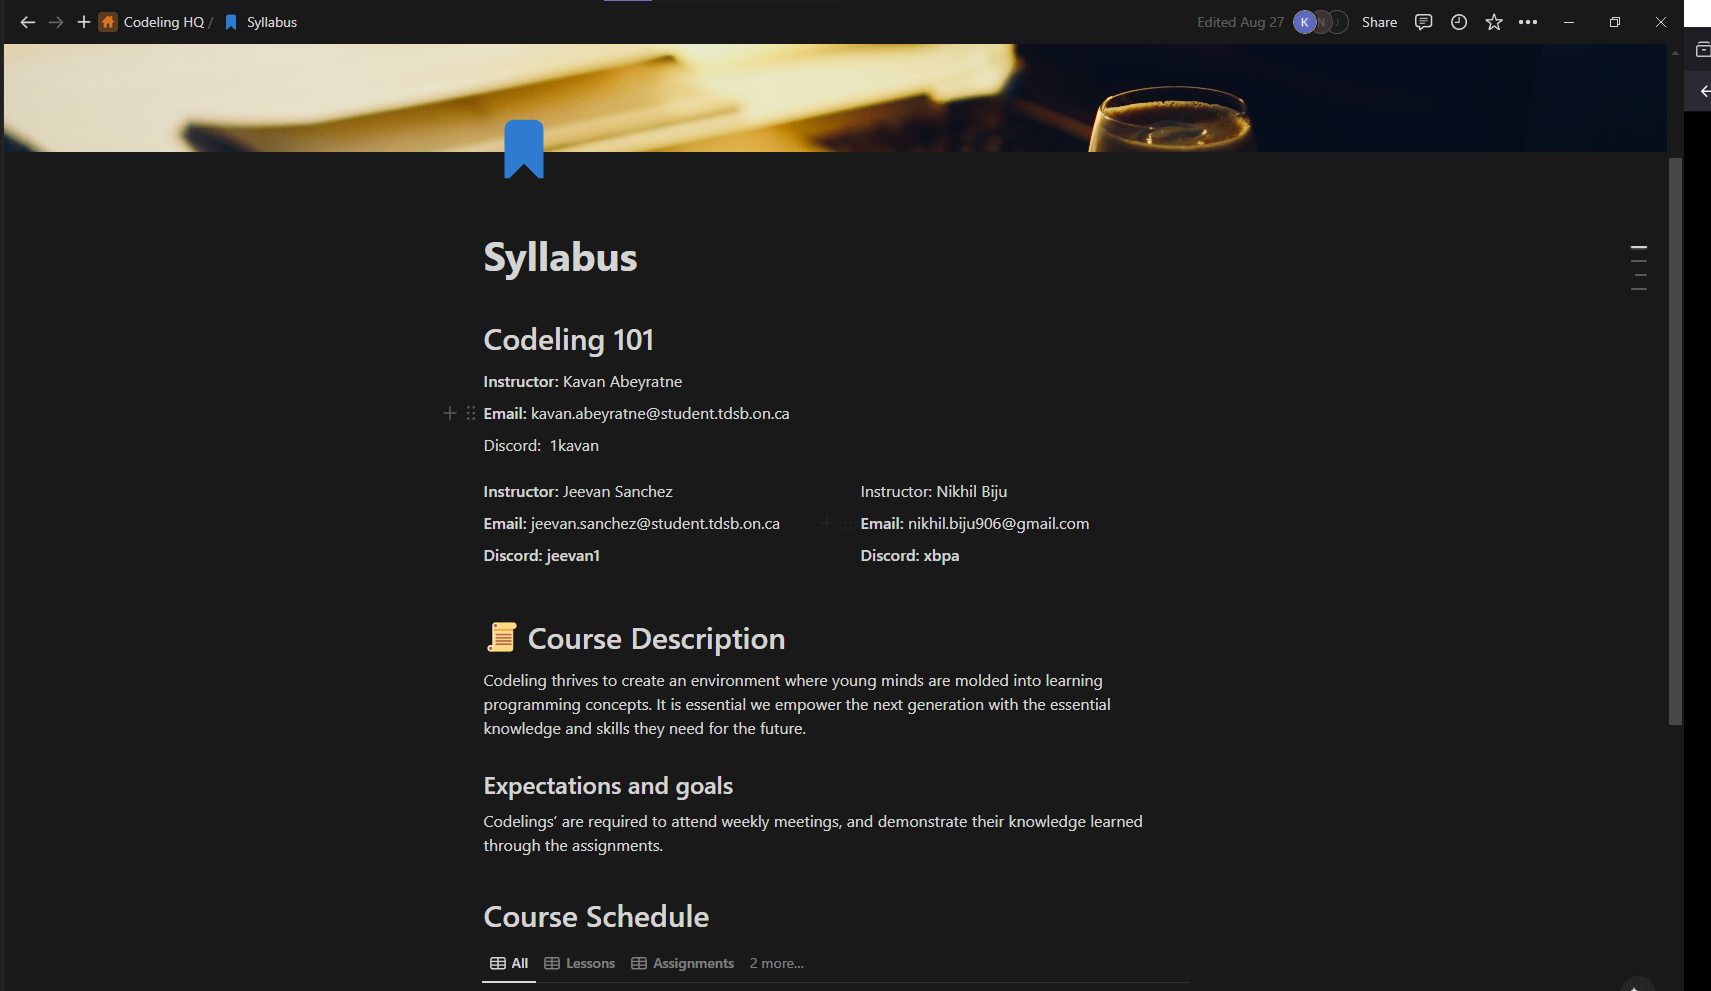 Codeling HQ / Syllabus
Edited Aug 27 K N J Share
Syllabus
Codeling 101
Instructor: Kavan Abeyratne
Email: kavan.abeyratne@student.tdsb.on.ca
Discord: 1kavan
Instructor: Jeevan Sanchez
Email: jeevan.sanchez@student.tdsb.on.ca
Discord: jeevan1
Instructor: Nikhil Biju
Email: nikhil.biju906@gmail.com
Discord: xbpa
Course Description
Codeling thrives to create an environment where young minds are molded into learning
programming concepts. It is essential we empower the next generation with the essential
knowledge and skills they need for the future.
Expectations and goals
Codelings’ are required to attend weekly meetings, and demonstrate their knowledge learned
through the assignments.
Course Schedule
All Lessons Assignments 2 more...